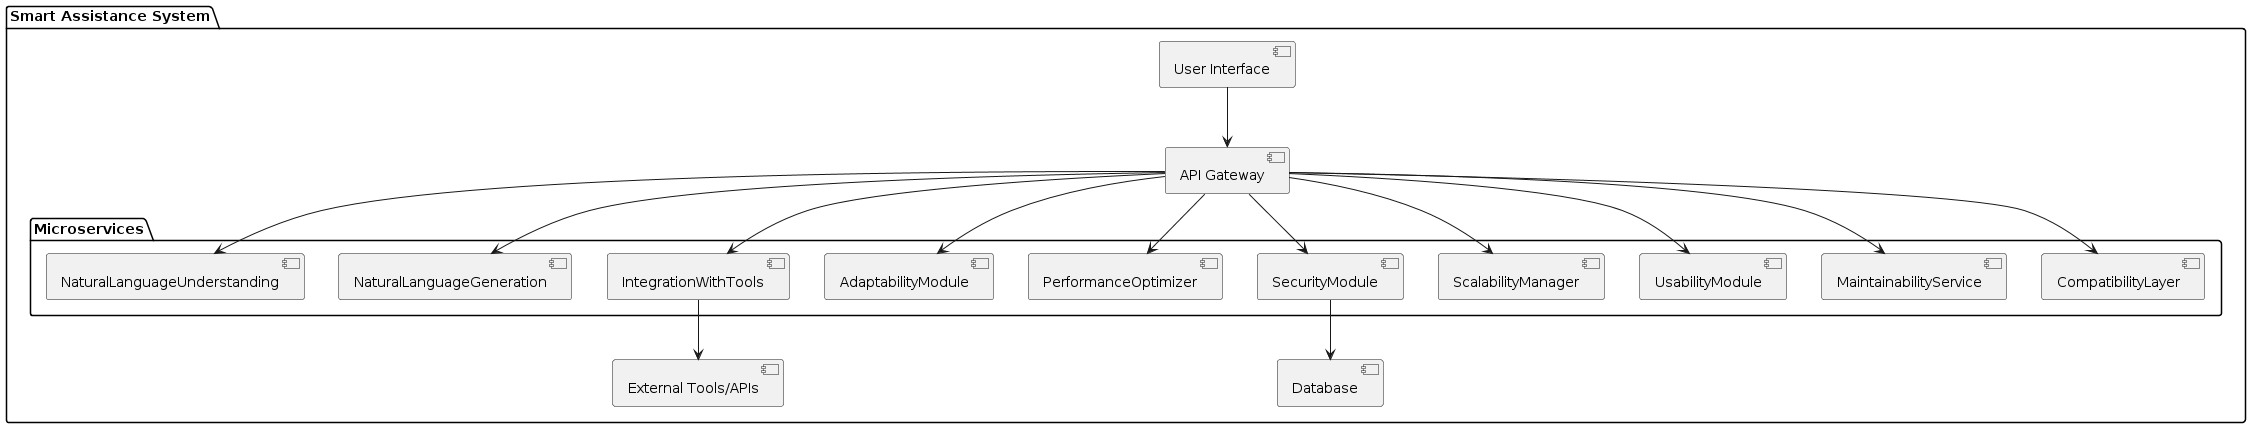 Smart Assistance System
User Interface
API Gateway
Microservices
NaturalLanguageUnderstanding
NaturalLanguageGeneration
IntegrationWithTools
AdaptabilityModule
PerformanceOptimizer
SecurityModule
ScalabilityManager
UsabilityModule
MaintainabilityService
CompatibilityLayer
External Tools/APIs
Database